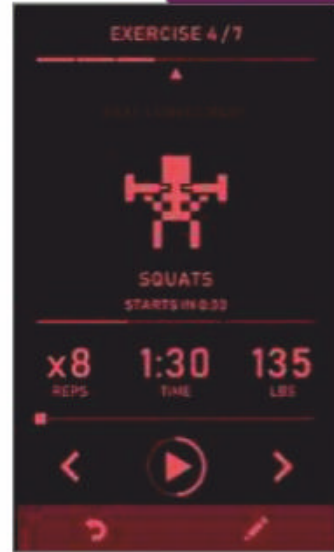 EXERCISE 4/7
SQUATS
STARTS IN 0:30
x8 1:30 135
REPS TIME LBS